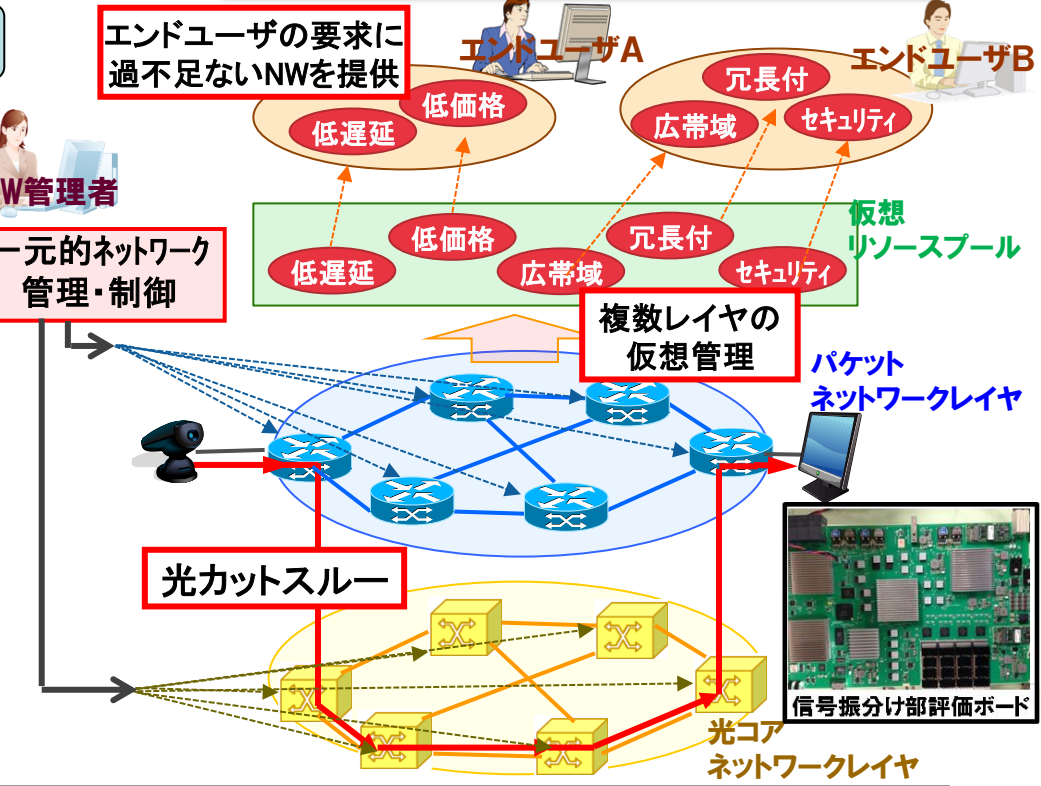 エンドユーザの要求に
過不足ないNWを提供
エンドユーザA
エンドユーザB
低価格
低遅延
冗長付
広帯域
セキュリティ
W管理者
仮想
リソースプール
低価格
冗長付
低遅延
広帯域
セキュリティ
一元的ネットワーク
管理・制御
複数レイヤの
仮想管理
パケット
ネットワークレイヤ
光カットスルー
信号振分け部評価ボード
光コア
ネットワークレイヤ